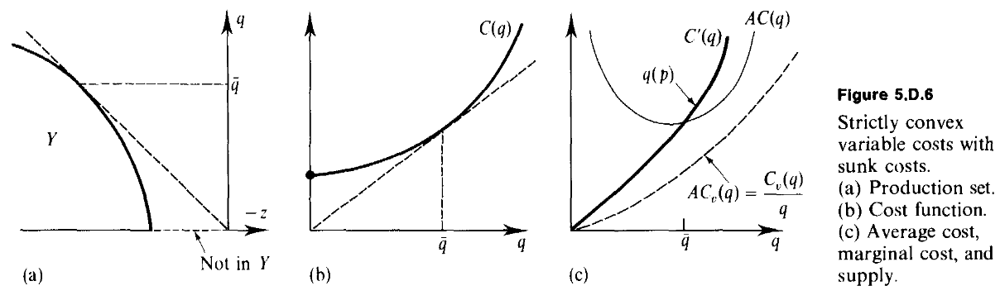 q
q̄
Y
−z
Not in Y
(a)
C(q)
q̄
q
(b)
AC(q)
C′(q)
q(p)
AC_v(q) = C_v(q)/q
q̄
q
(c)
Figure 5.D.6
Strictly convex
variable costs with
sunk costs.
(a) Production set.
(b) Cost function.
(c) Average cost,
marginal cost, and
supply.